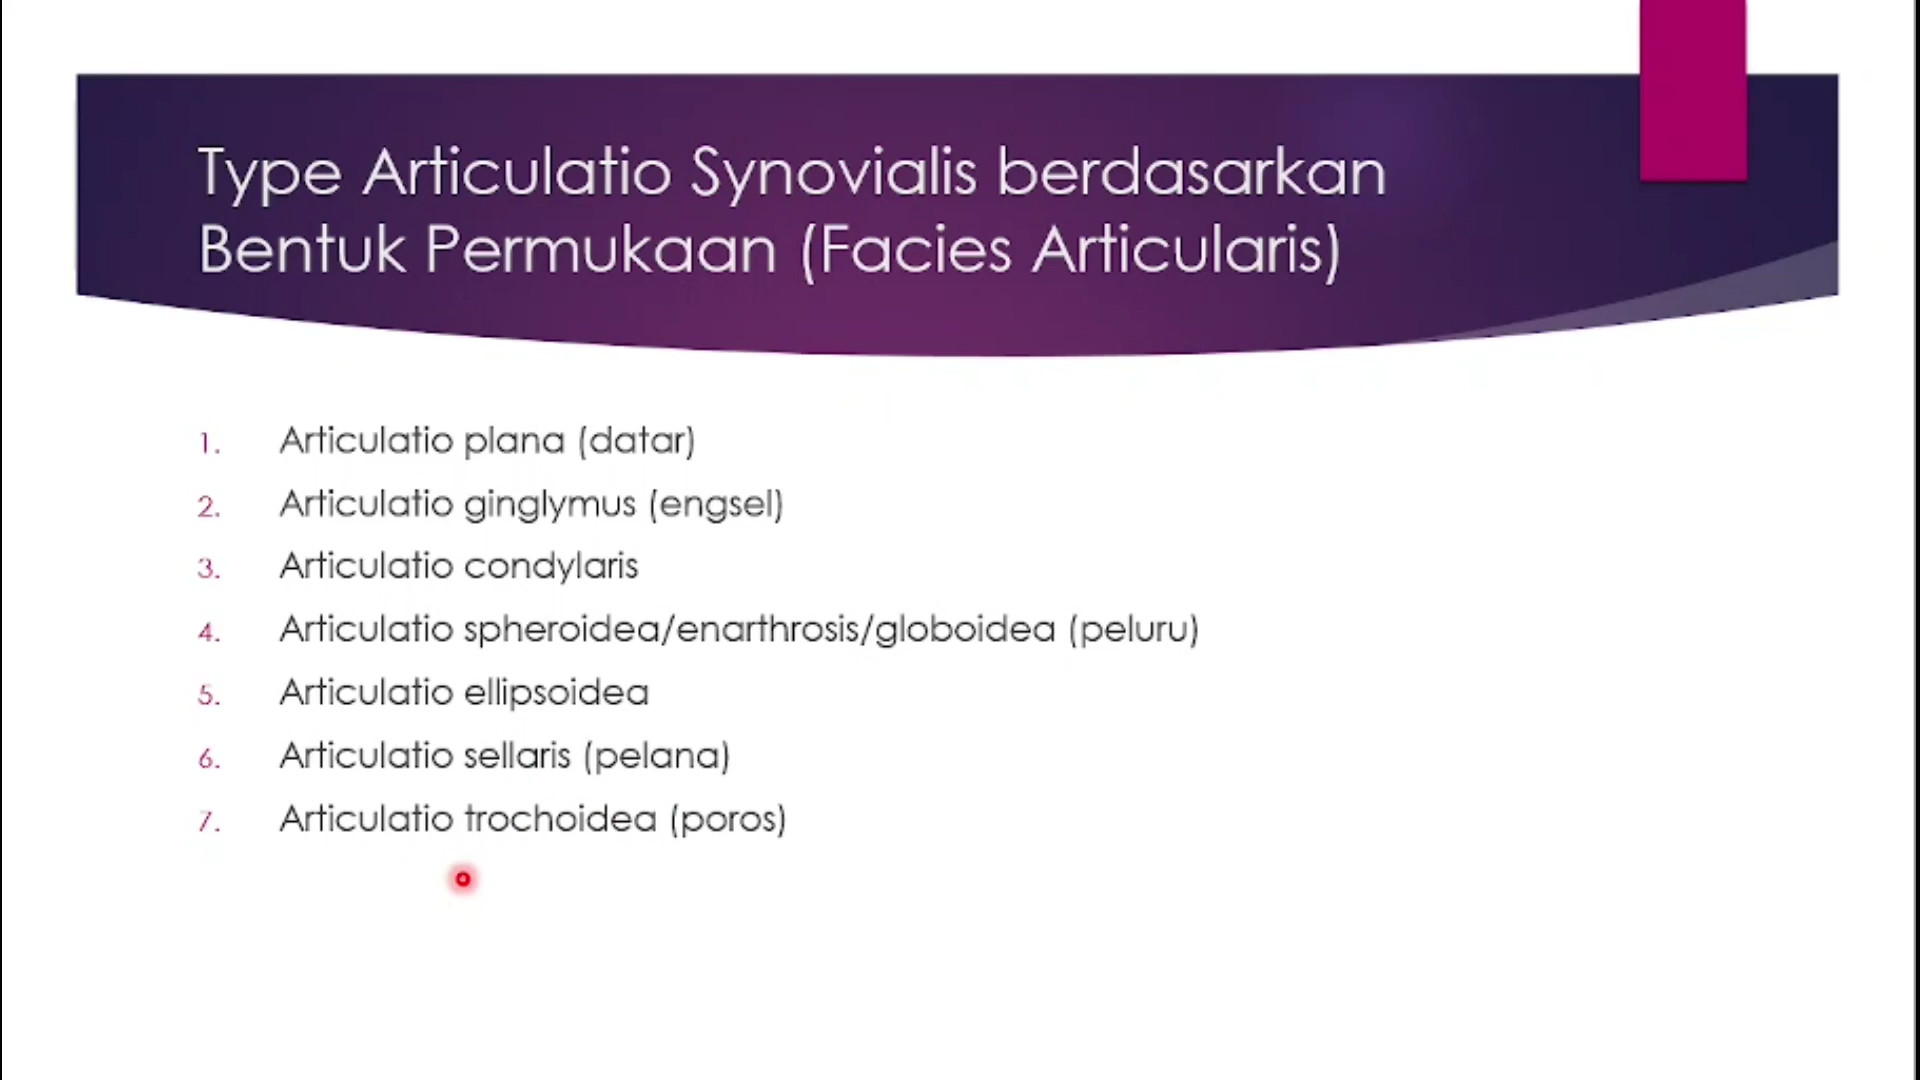 Type Articulatio Synovialis berdasarkan
Bentuk Permukaan (Facies Articularis)
1. Articulatio plana (datar)
2. Articulatio ginglymus (engsel)
3. Articulatio condylaris
4. Articulatio spheroidea/enarthrosis/globoidea (peluru)
5. Articulatio ellipsoidea
6. Articulatio sellaris (pelana)
7. Articulatio trochoidea (poros)